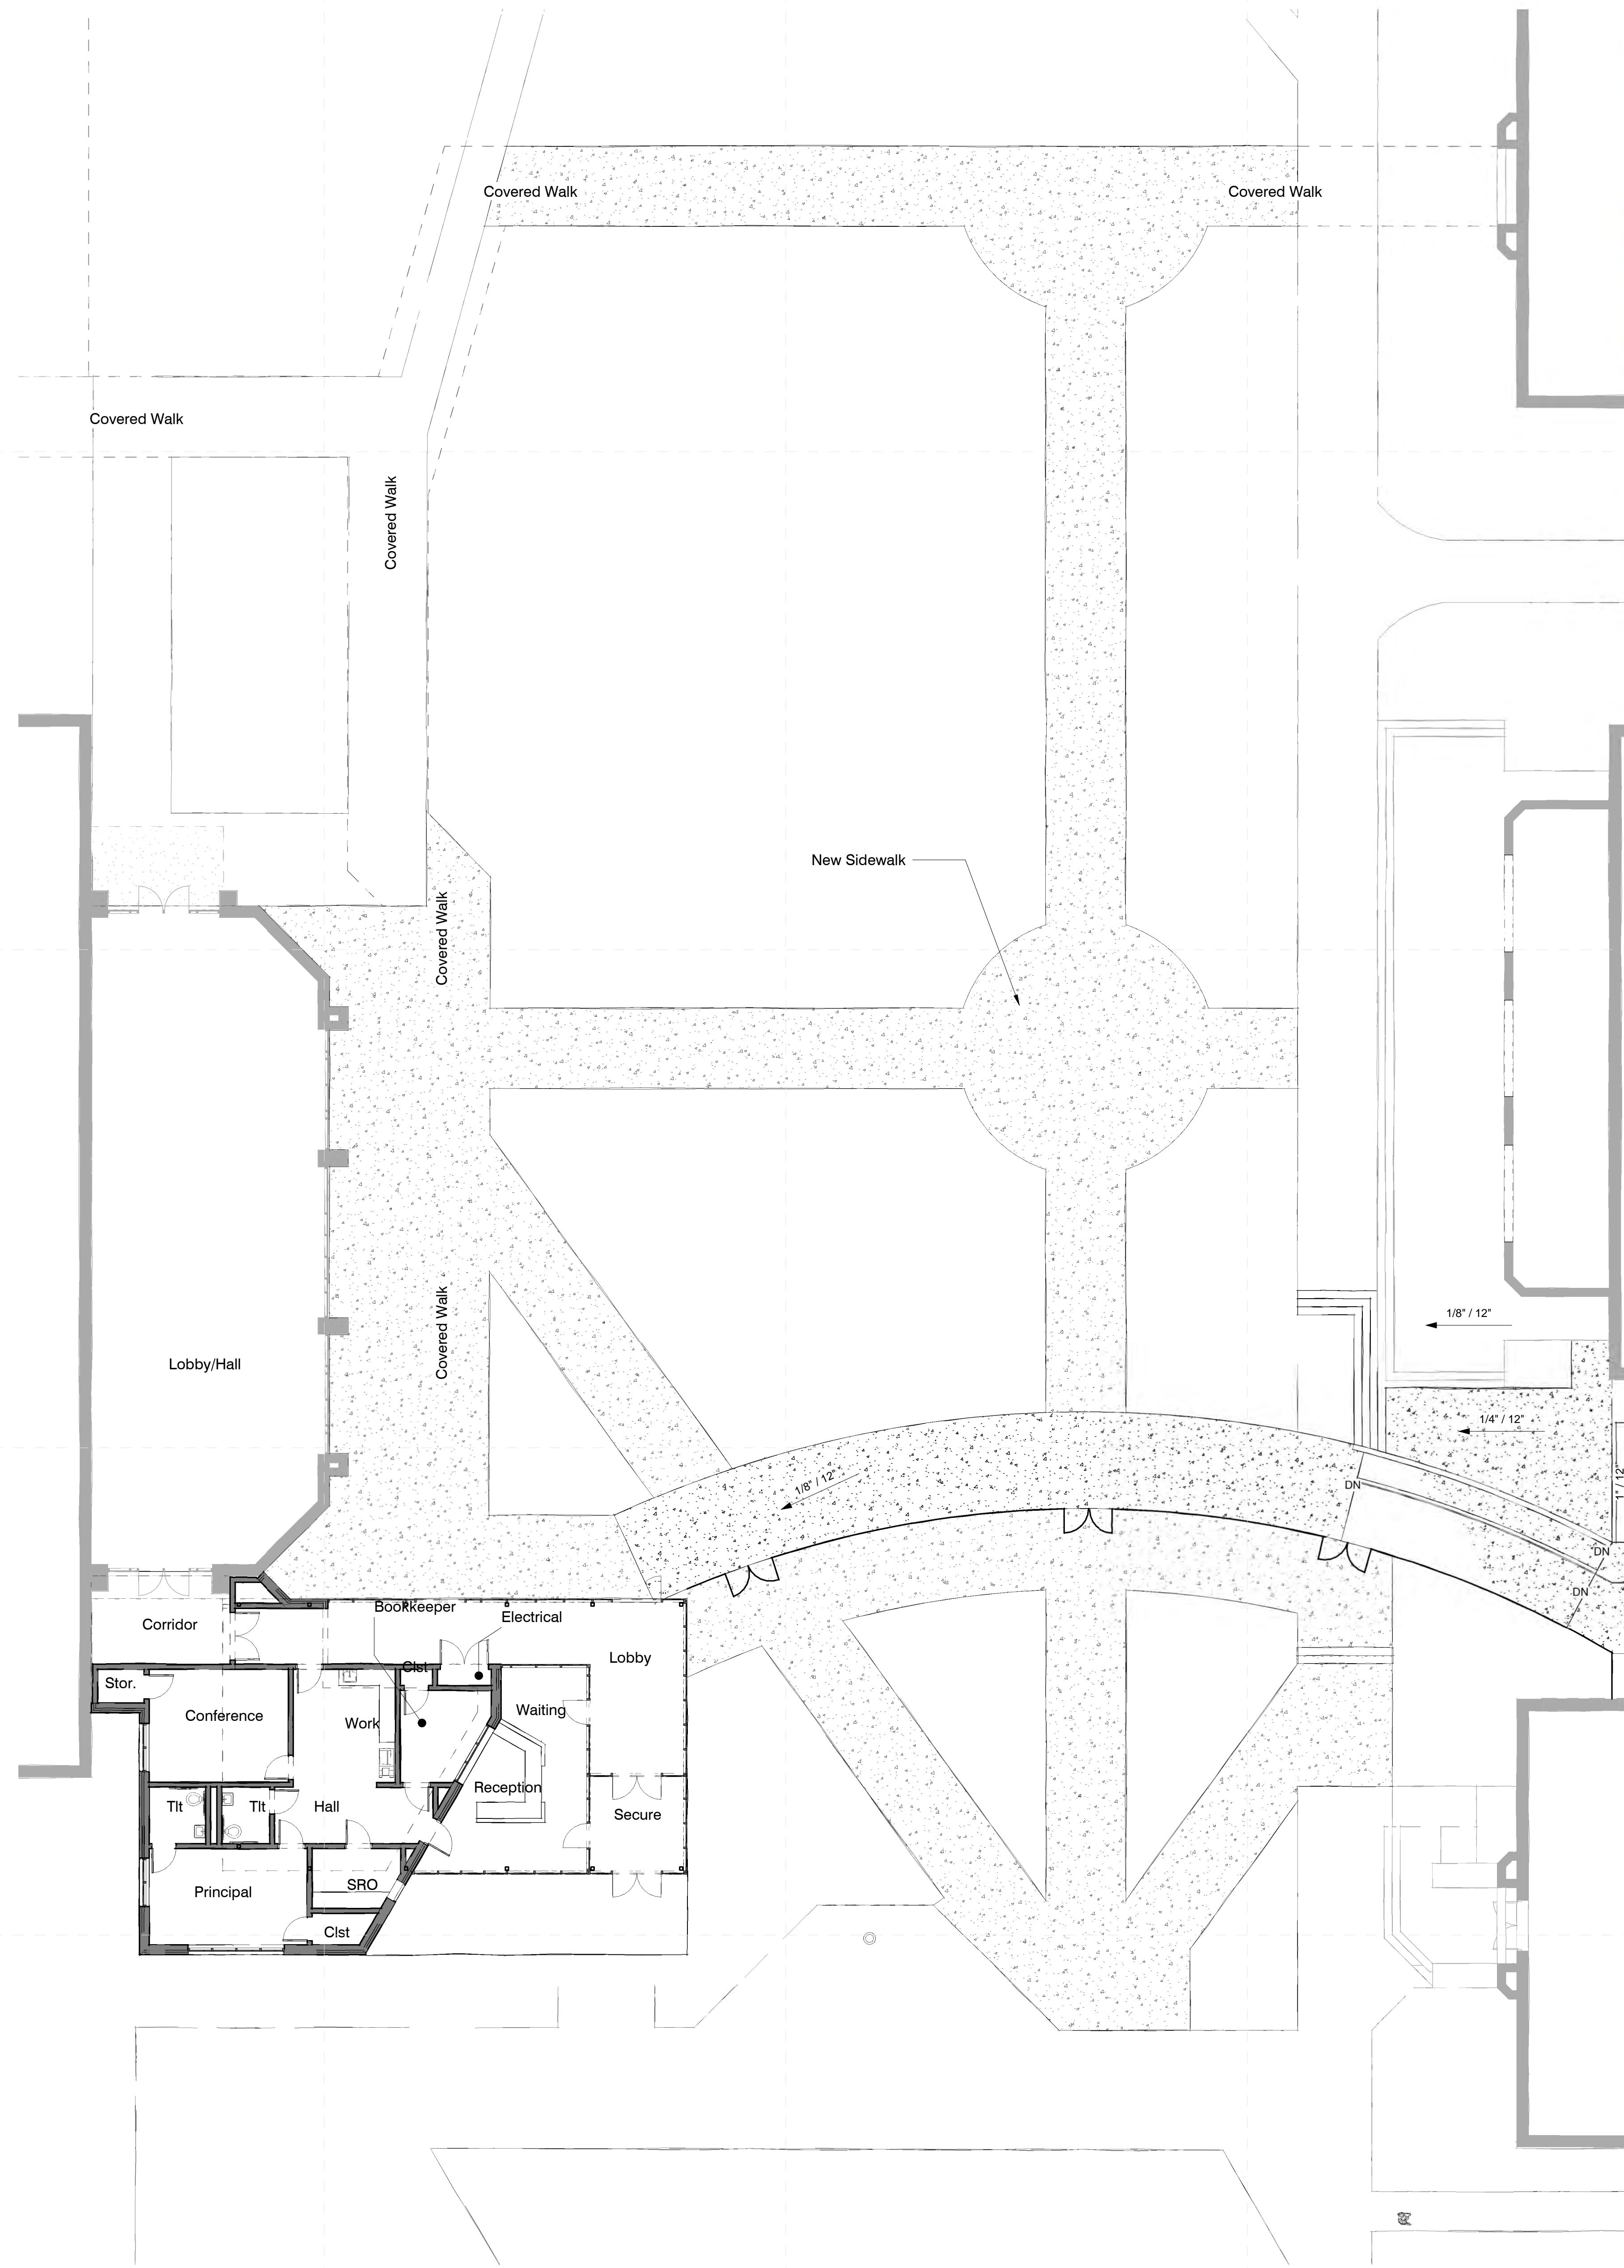 Covered Walk
Covered Walk
Covered Walk
Covered Walk
New Sidewalk
Covered Walk
Covered Walk
1/8" / 12"
Lobby/Hall
1/4" / 12"
1/8" / 12"
DN
DN
DN
Bookkeeper
Electrical
Corridor
Lobby
Clst
Stor.
Waiting
Conference
Work
Reception
Tlt
Tlt
Hall
Secure
SRO
Principal
Clst